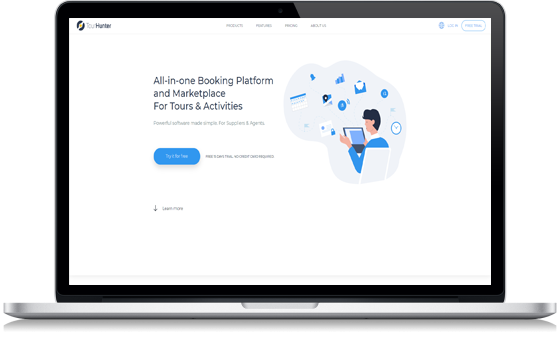 TourHunter
PRODUCTS FEATURES PRICING ABOUT US
LOG IN FREE TRIAL
All-in-one Booking Platform
and Marketplace
For Tours & Activities
Powerful software made simple. For Suppliers & Agents.
Try it for free
FREE 15 DAYS TRIAL, NO CREDIT CARD REQUIRED
Learn more